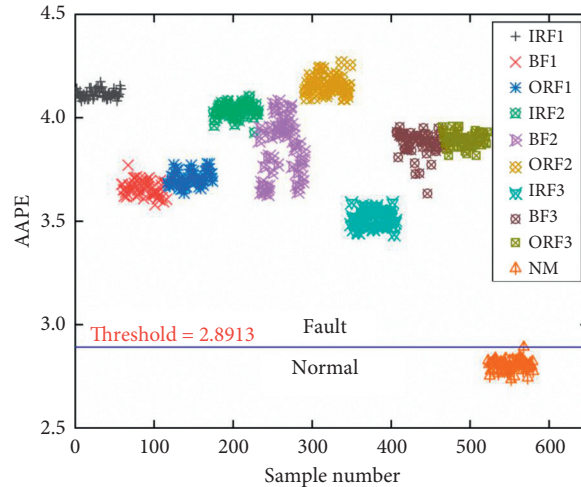 4.5
4.0
3.5
3.0
2.5
AAPE
IRF1
BF1
ORF1
IRF2
BF2
ORF2
IRF3
BF3
ORF3
NM
Threshold = 2.8913
Fault
Normal
0
100
200
300
400
500
600
Sample number